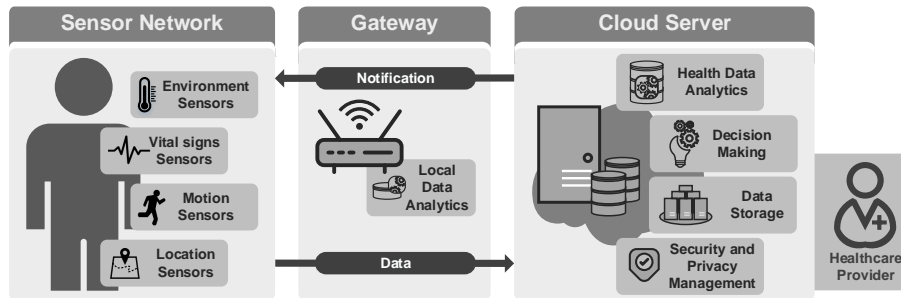 Sensor Network
Gateway
Cloud Server
Notification
Environment
Sensors
Vital signs
Sensors
Motion
Sensors
Location
Sensors
Local
Data
Analytics
Data
Health Data
Analytics
Decision
Making
Data
Storage
Security and
Privacy
Management
Healthcare
Provider